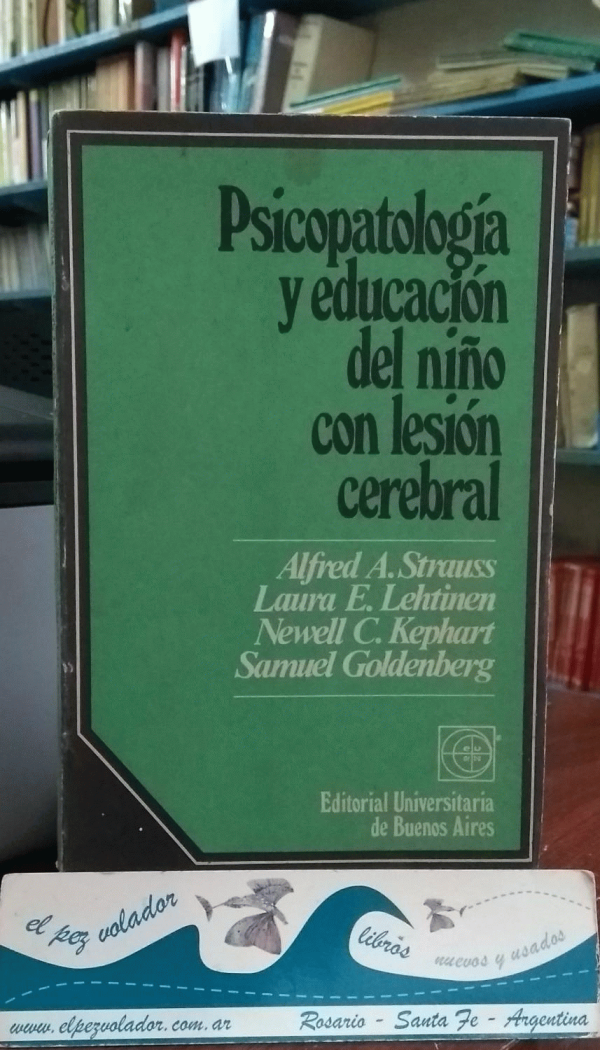 Psicopatología
y educación
del niño
con lesión
cerebral
Alfred A. Strauss
Laura E. Lehtinen
Newell C. Kephart
Samuel Goldenberg
Editorial Universitaria
de Buenos Aires
el pez volador
libros
nuevos y usados
www.elpezvolador.com.ar
Rosario - Santa Fe - Argentina